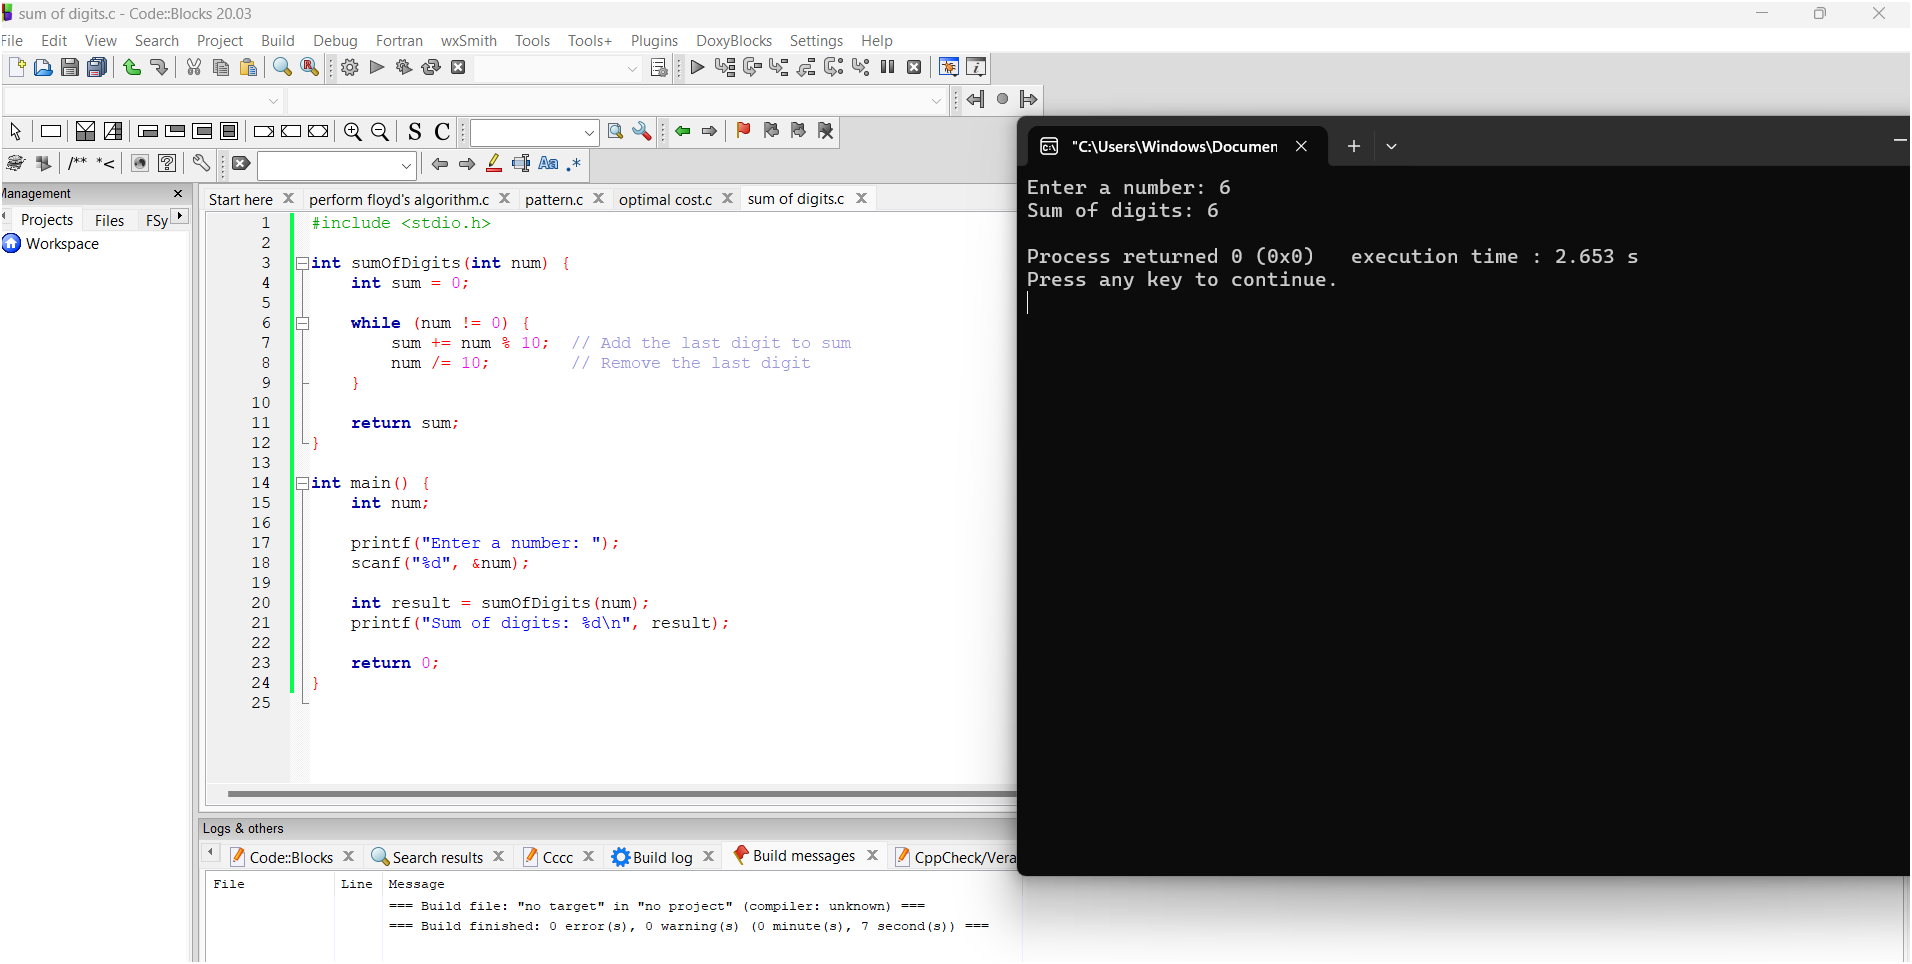 sum of digits.c - Code::Blocks 20.03
File Edit View Search Project Build Debug Fortran wxSmith Tools Tools+ Plugins DoxyBlocks Settings Help
S C
/** *<
Aa .*
Management
Projects Files FSy
Workspace
Start here perform floyd's algorithm.c pattern.c optimal cost.c sum of digits.c
1 #include <stdio.h>
2
3 int sumOfDigits(int num) {
4 int sum = 0;
5
6 while (num != 0) {
7 sum += num % 10; // Add the last digit to sum
8 num /= 10; // Remove the last digit
9 }
10
11 return sum;
12 }
13
14 int main() {
15 int num;
16
17 printf("Enter a number: ");
18 scanf("%d", &num);
19
20 int result = sumOfDigits(num);
21 printf("Sum of digits: %d\n", result);
22
23 return 0;
24 }
25
"C:\Users\Windows\Documen
Enter a number: 6
Sum of digits: 6
Process returned 0 (0x0) execution time : 2.653 s
Press any key to continue.
Logs & others
Code::Blocks Search results Cccc Build log Build messages CppCheck/Vera
File Line Message
=== Build file: "no target" in "no project" (compiler: unknown) ===
=== Build finished: 0 error(s), 0 warning(s) (0 minute(s), 7 second(s)) ===